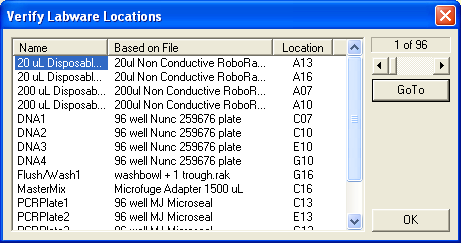 Verify Labware Locations
Name Based on File Location
20 uL Disposabl... 20ul Non Conductive RoboRa... A13
20 uL Disposabl... 20ul Non Conductive RoboRa... A16
200 uL Disposab... 200ul Non Conductive RoboR... A07
200 uL Disposab... 200ul Non Conductive RoboR... A10
DNA1 96 well Nunc 259676 plate C07
DNA2 96 well Nunc 259676 plate C10
DNA3 96 well Nunc 259676 plate E10
DNA4 96 well Nunc 259676 plate G10
Flush/Wash1 washbowl + 1 trough.rak G16
MasterMix Microfuge Adapter 1500 uL C16
PCRPlate1 96 well MJ Microseal C13
PCRPlate2 96 well MJ Microseal E13
1 of 96
GoTo
OK